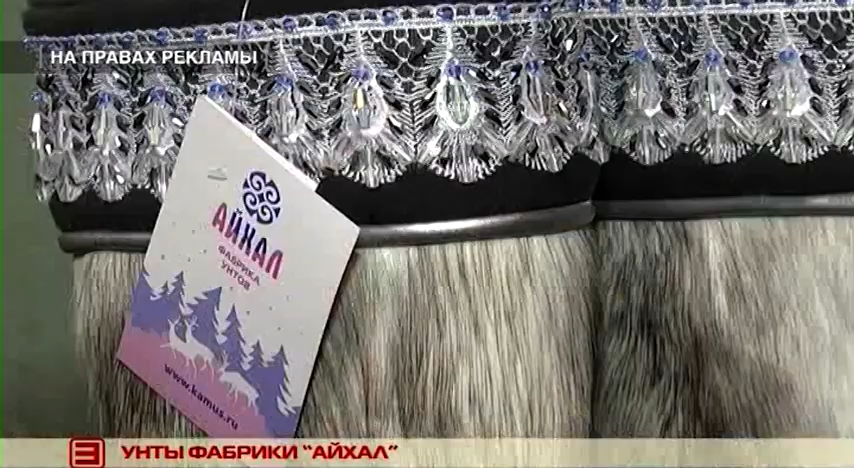 НА ПРАВАХ РЕКЛАМЫ
АЙХАЛ
ФАБРИКА
УНТОВ
www.kamus.ru
УНТЫ ФАБРИКИ "АЙХАЛ"